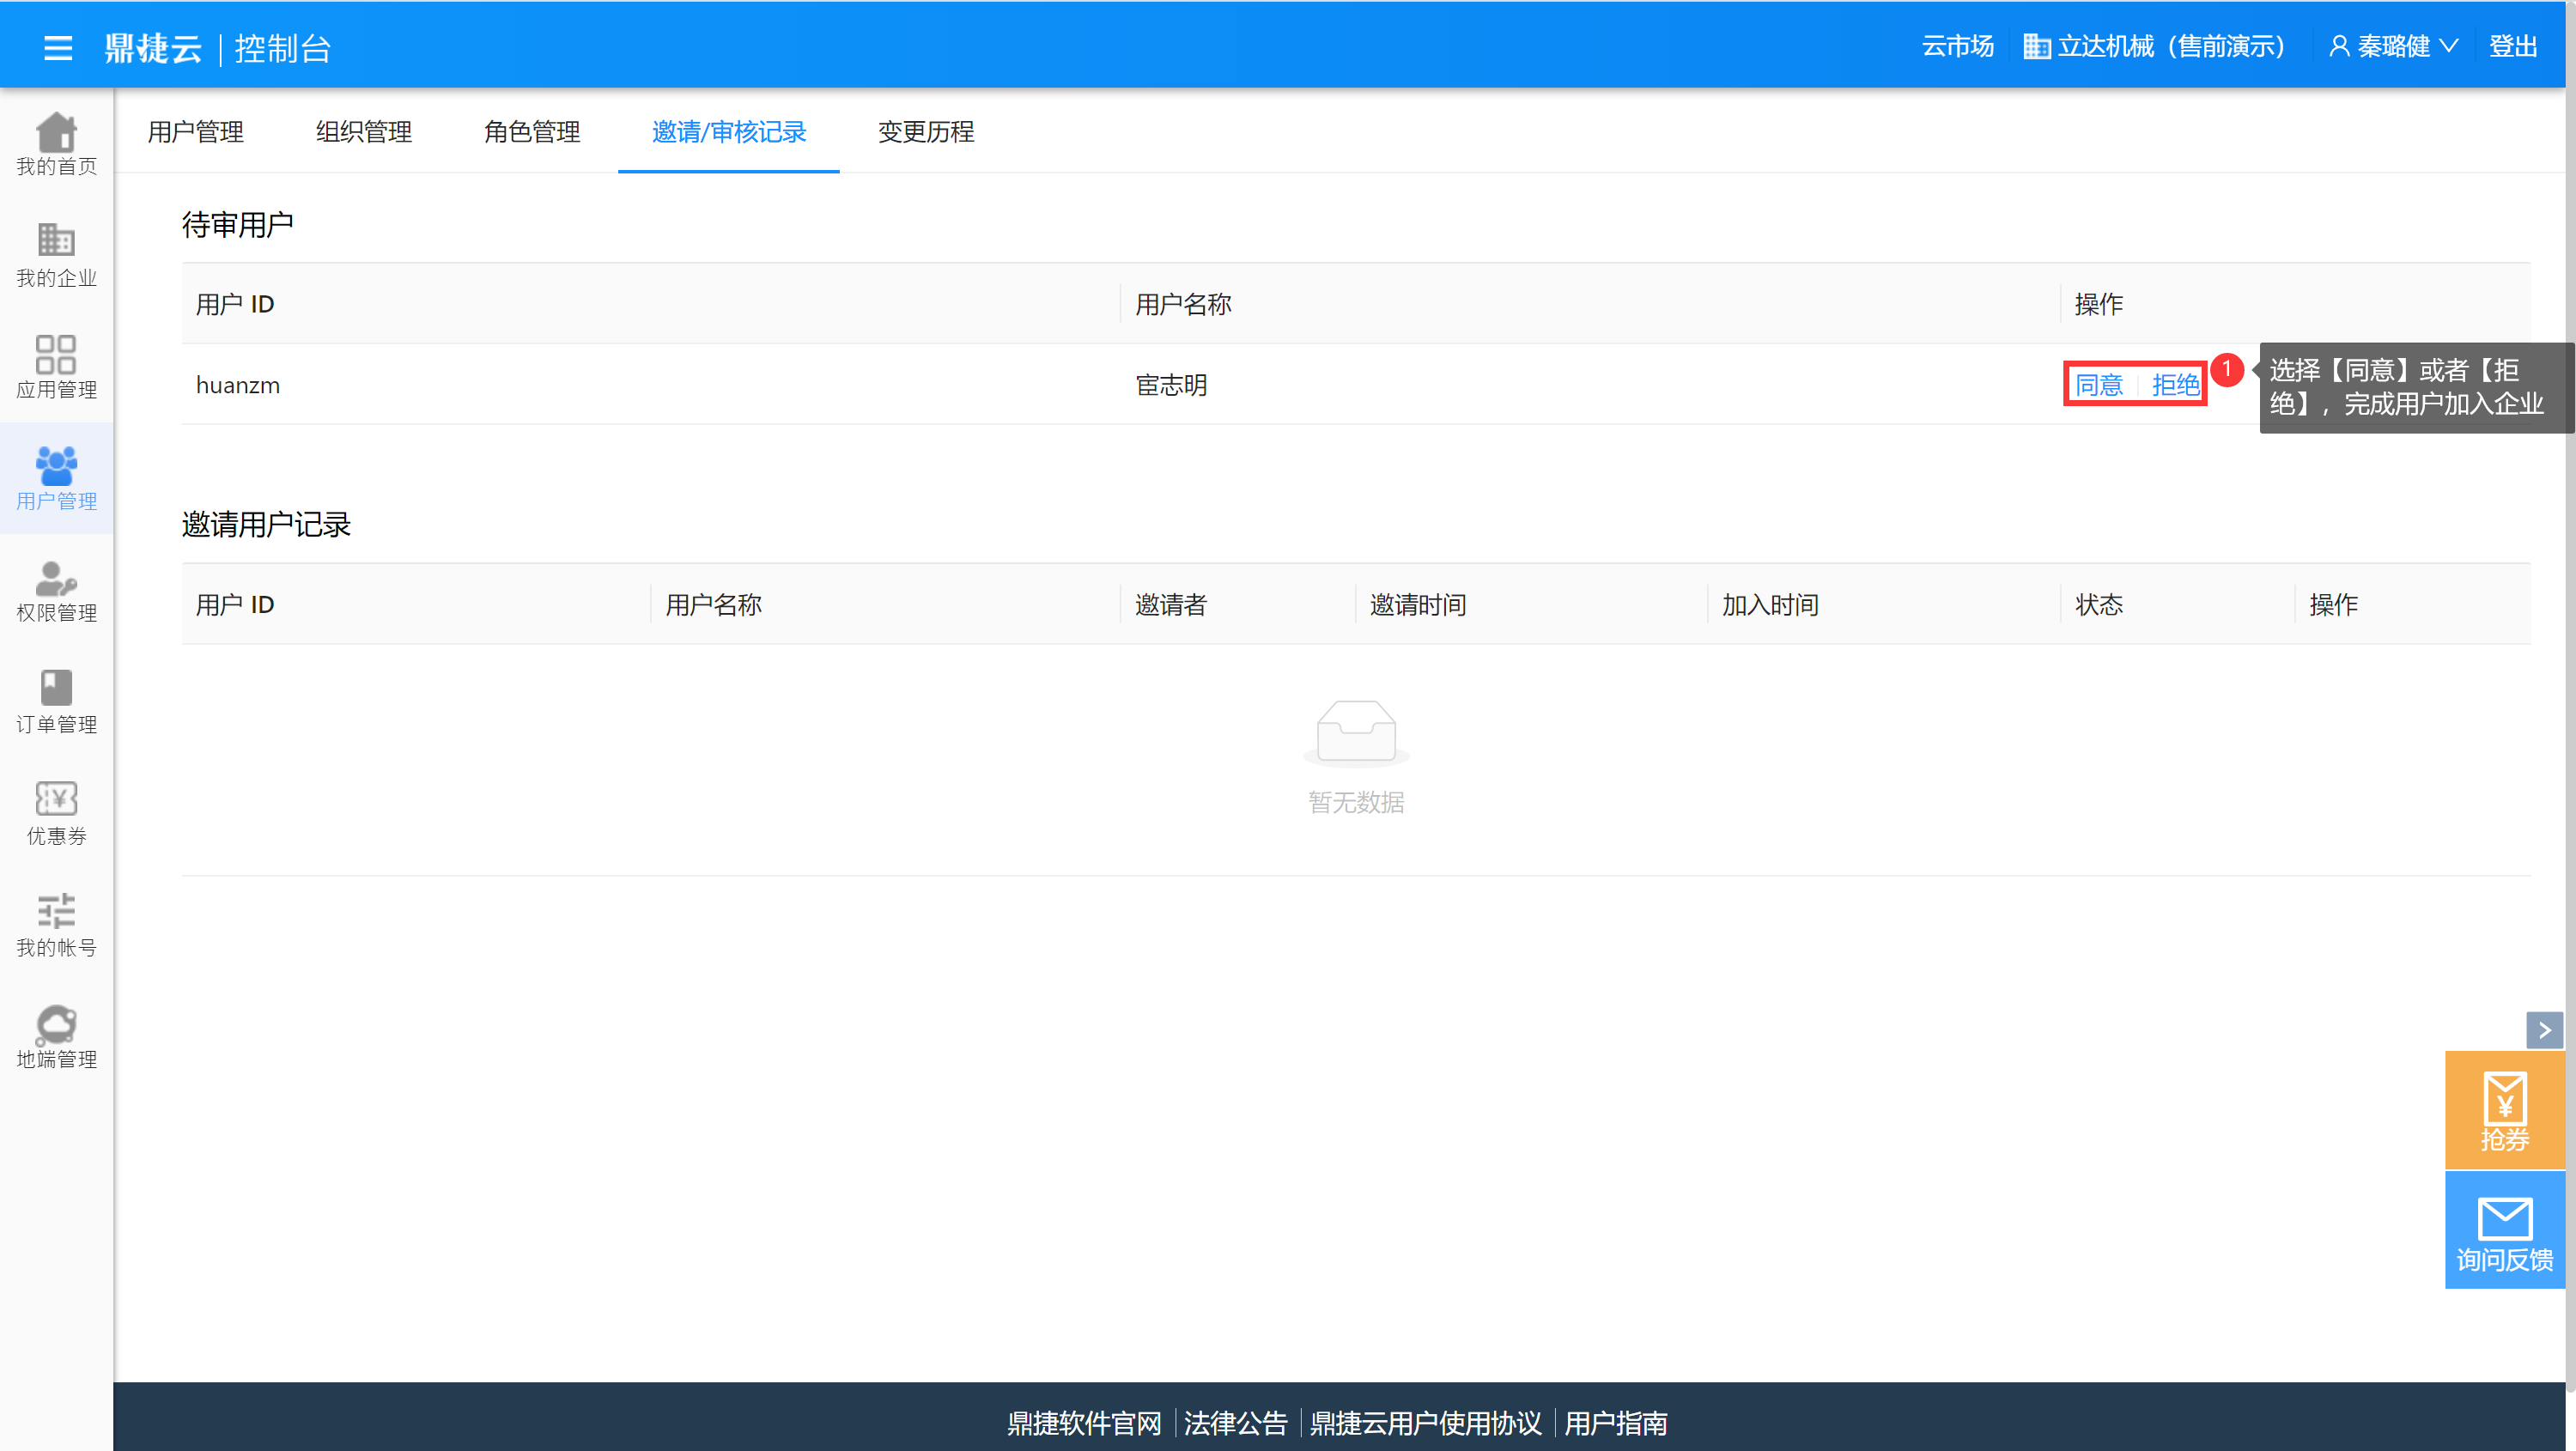 鼎捷云 | 控制台
云市场
立达机械（售前演示）
秦璐健
登出
我的首页
我的企业
应用管理
用户管理
权限管理
订单管理
优惠券
我的帐号
地端管理
用户管理 组织管理 角色管理 邀请/审核记录 变更历程
待审用户
用户 ID 用户名称 操作
huanzm 宦志明 同意 拒绝
1
选择【同意】或者【拒
绝】，完成用户加入企业
邀请用户记录
用户 ID 用户名称 邀请者 邀请时间 加入时间 状态 操作
暂无数据
抢券
询问反馈
鼎捷软件官网 | 法律公告 | 鼎捷云用户使用协议 | 用户指南